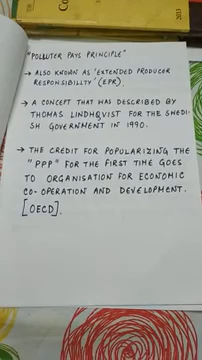 "POLLUTER PAYS PRINCIPLE"
→ ALSO KNOWN AS 'EXTENDED PRODUCER
RESPONSIBILITY' (EPR).
→ A CONCEPT THAT WAS DESCRIBED BY
THOMAS LINDHQVIST FOR THE SWEDI-
SH GOVERNMENT IN 1990.
→ THE CREDIT FOR POPULARIZING THE
"PPP" FOR THE FIRST TIME GOES
TO ORGANISATION FOR ECONOMIC
CO-OPERATION AND DEVELOPMENT.
[OECD].